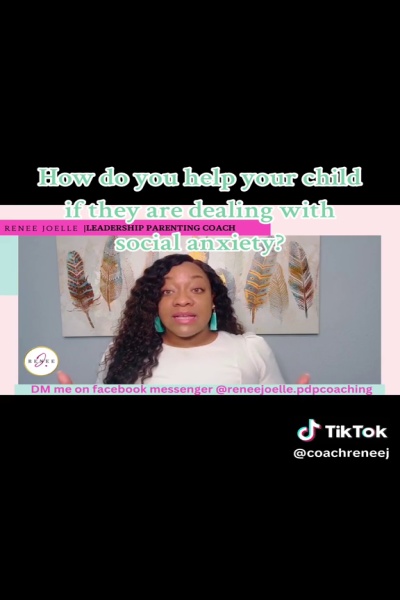 How do you help your child
if they are dealing with
RENEE JOELLE |LEADERSHIP PARENTING COACH
social anxiety?
RENEE
DM me on facebook messenger @reneejoelle.pdpcoaching
TikTok
@coachreneej